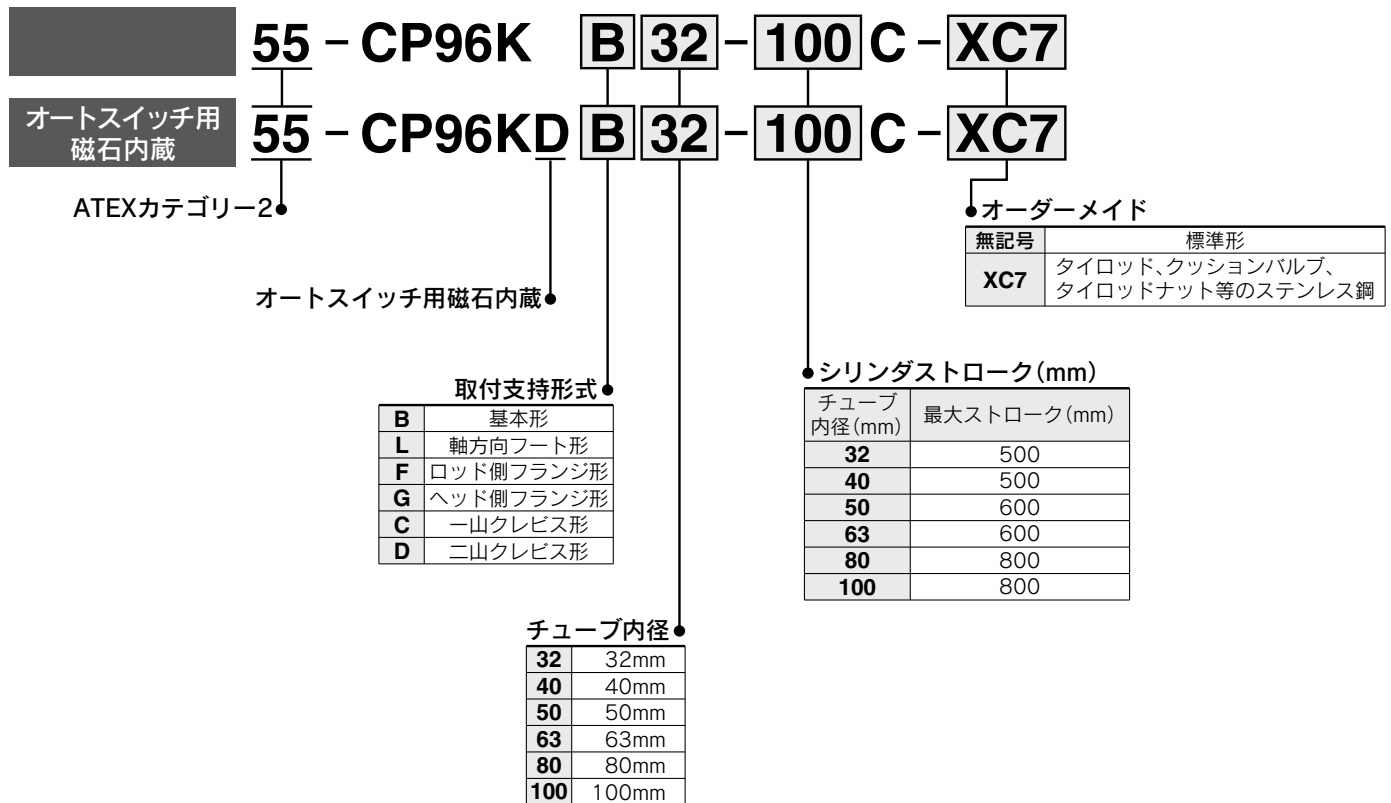 55 - CP96K B 32 - 100 C - XC7
オートスイッチ用
磁石内蔵
55 - CP96KD B 32 - 100 C - XC7
ATEXカテゴリー2
オーダーメイド
無記号 標準形
XC7 タイロッド、クッションバルブ、
タイロッドナット等のステンレス鋼
オートスイッチ用磁石内蔵
取付支持形式
B 基本形
L 軸方向フート形
F ロッド側フランジ形
G ヘッド側フランジ形
C 一山クレビス形
D 二山クレビス形
シリンダストローク(mm)
チューブ
内径(mm) 最大ストローク(mm)
32 500
40 500
50 600
63 600
80 800
100 800
チューブ内径
32 32mm
40 40mm
50 50mm
63 63mm
80 80mm
100 100mm